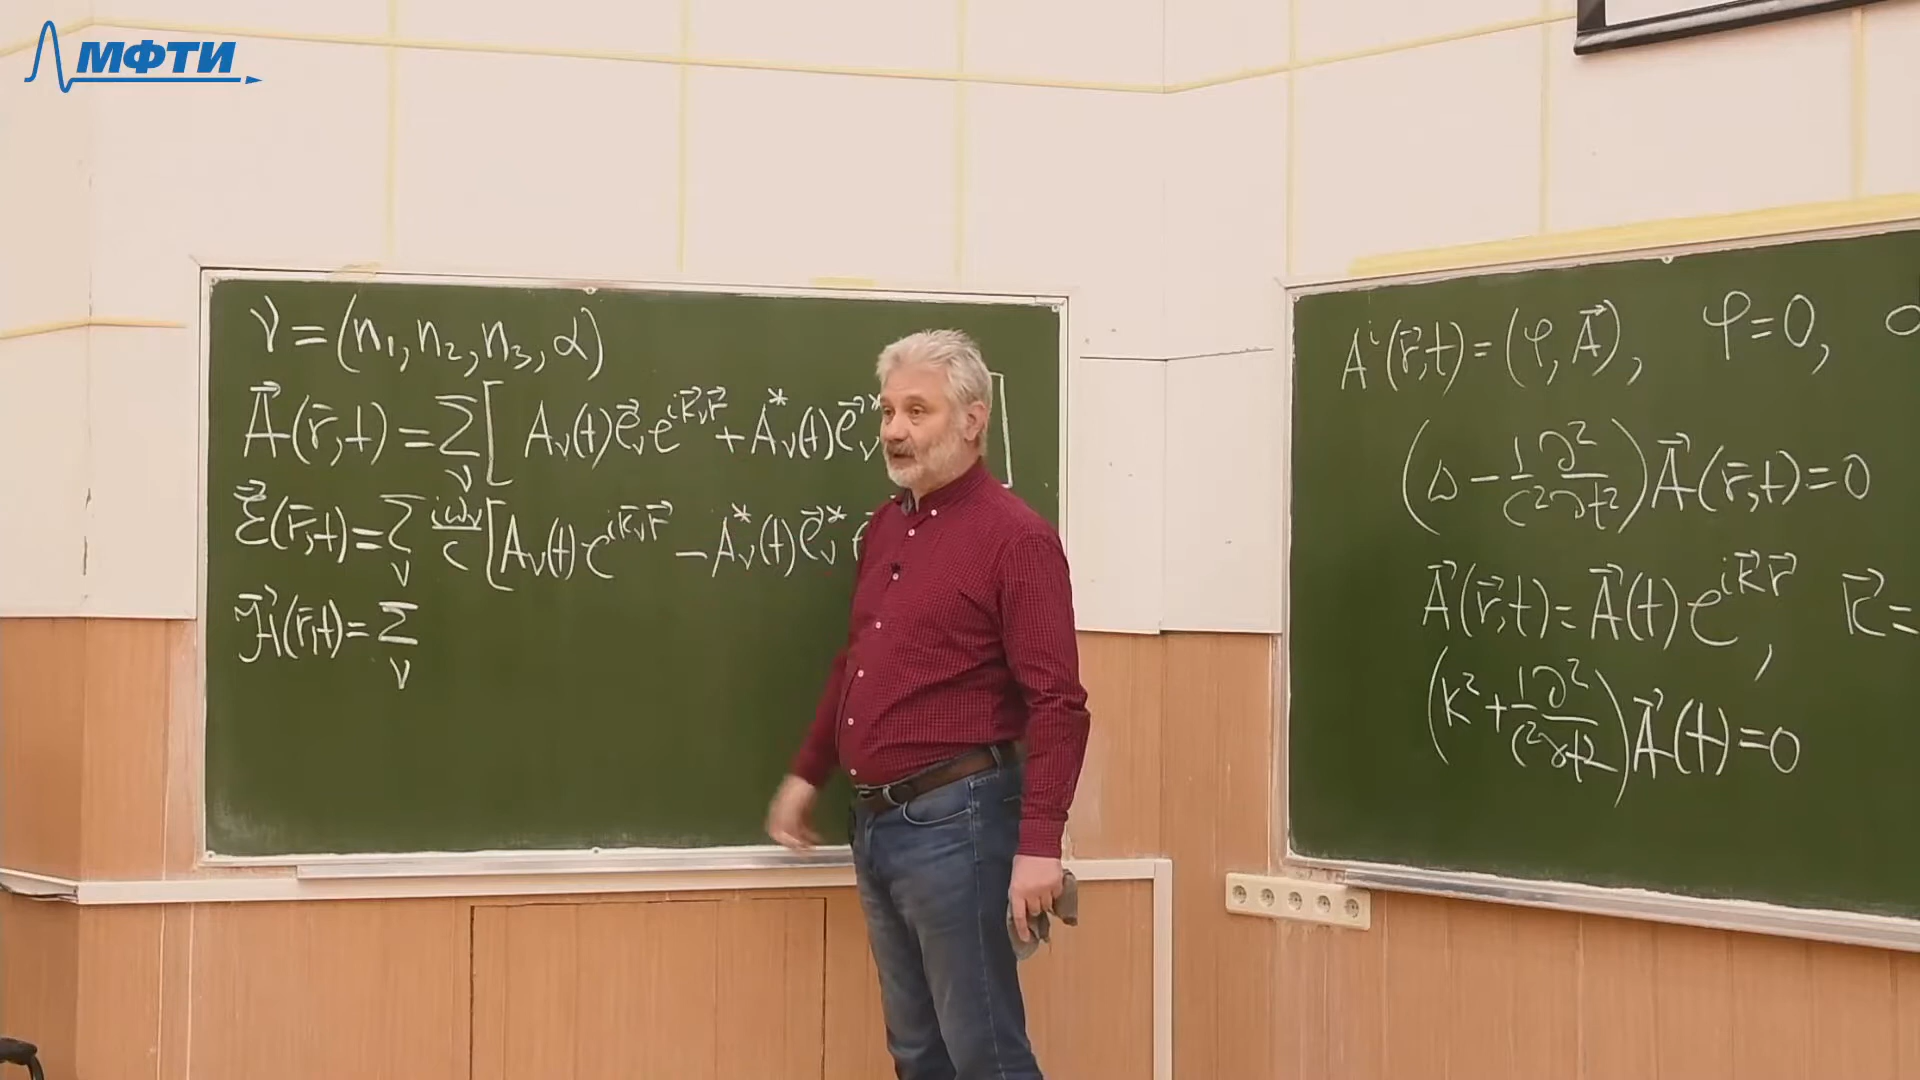 МФТИ
ν = (n₁, n₂, n₃, α)
A⃗(r⃗,t) = Σ_ν [ A_ν(t) e⃗_ν e^{ik⃗_ν r⃗} + A*_ν(t) e⃗_ν* ]
ℰ⃗(r⃗,t) = Σ_ν iω_ν/c [ A_ν(t) e^{ik⃗_ν r⃗} − A*_ν(t) e⃗_ν* e
ℋ⃗(r⃗,t) = Σ_ν
Aⁱ(r⃗,t) = (φ, A⃗), φ=0,
(Δ − 1/c² ∂²/∂t²) A⃗(r⃗,t) = 0
A⃗(r⃗,t) = A⃗(t) e^{ik⃗r⃗}, k⃗ =
(k² + 1/c² ∂²/∂t²) A⃗(t) = 0